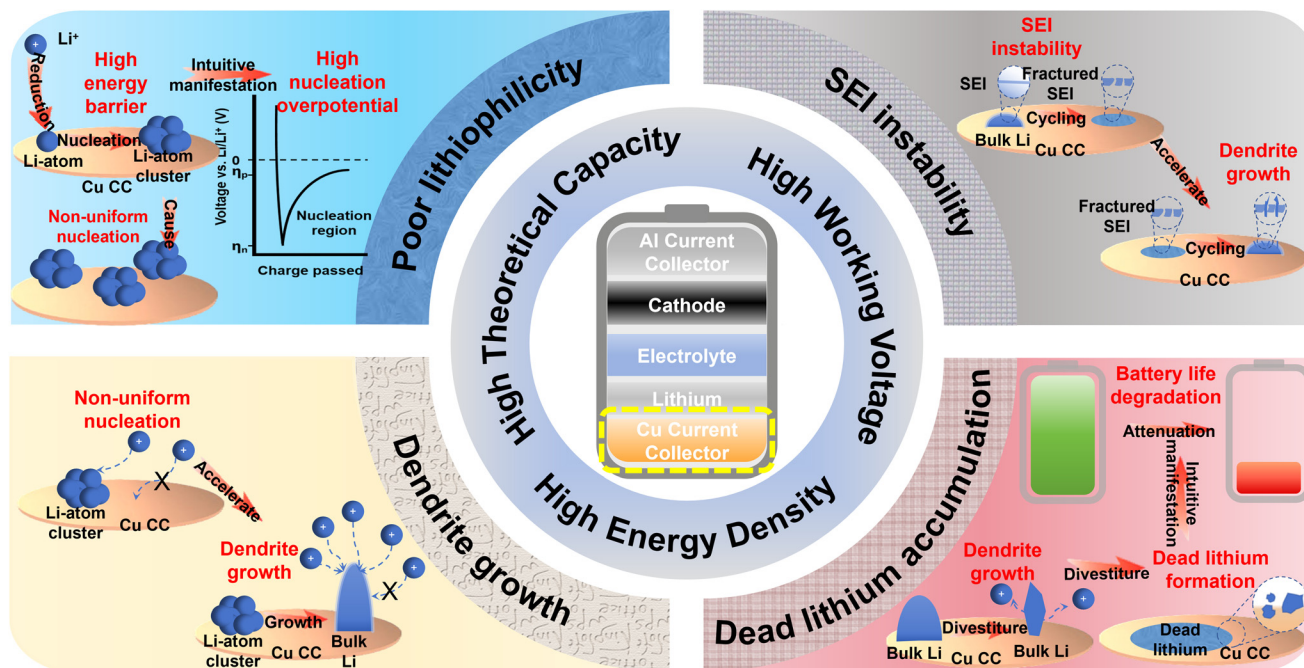 Li⁺
Reduction
High
energy
barrier
Intuitive
manifestation
High
nucleation
overpotential
Nucleation
Li-atom
Li-atom
cluster
Cu CC
Cause
Non-uniform
nucleation
Voltage vs. Li/Li⁺ (V)
0
ηp
ηn
Nucleation
region
Charge passed
Poor lithiophilicity
SEI instability
SEI
instability
SEI
Fractured
SEI
Cycling
Bulk Li
Cu CC
Accelerate
Dendrite
growth
Fractured
SEI
Cycling
Cu CC
High Theoretical Capacity
High Working Voltage
High Energy Density
Al Current
Collector
Cathode
Electrolyte
Lithium
Cu Current
Collector
Non-uniform
nucleation
+
+
X
Li-atom
cluster
Cu CC
Accelerate
Dendrite
growth
+
+
+
+
+
X
Li-atom
cluster
Growth
Bulk
Li
Cu CC
Dendrite growth
Dead lithium accumulation
Battery life
degradation
Attenuation
Intuitive
manifestation
Dendrite
growth
Divestiture
Dead lithium
formation
+
+
Divestiture
Bulk Li
Cu CC
Bulk Li
Dead
lithium
Cu CC